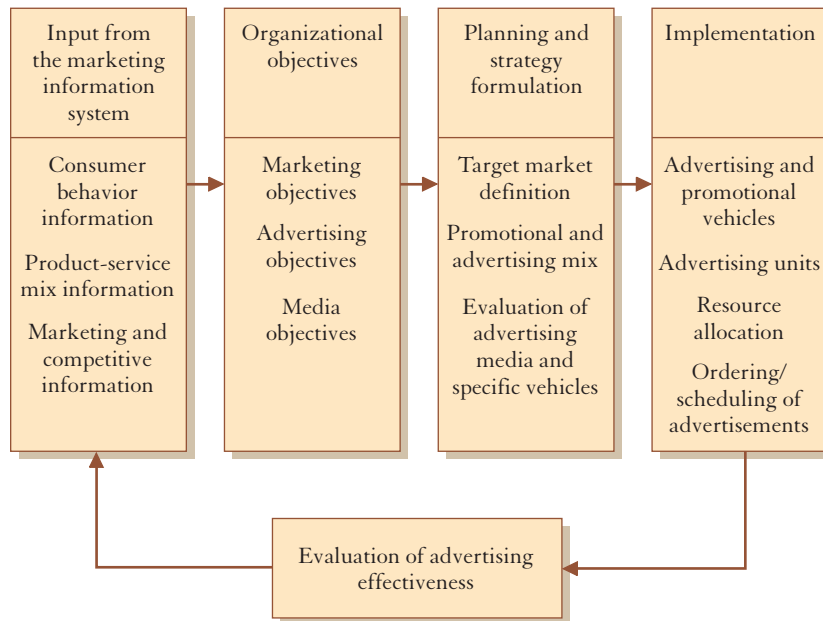 Input from
the marketing
information
system
Consumer
behavior
information
Product-service
mix information
Marketing and
competitive
information
Organizational
objectives
Marketing
objectives
Advertising
objectives
Media
objectives
Planning and
strategy
formulation
Target market
definition
Promotional and
advertising mix
Evaluation of
advertising
media and
specific vehicles
Implementation
Advertising and
promotional
vehicles
Advertising units
Resource
allocation
Ordering/
scheduling of
advertisements
Evaluation of advertising
effectiveness